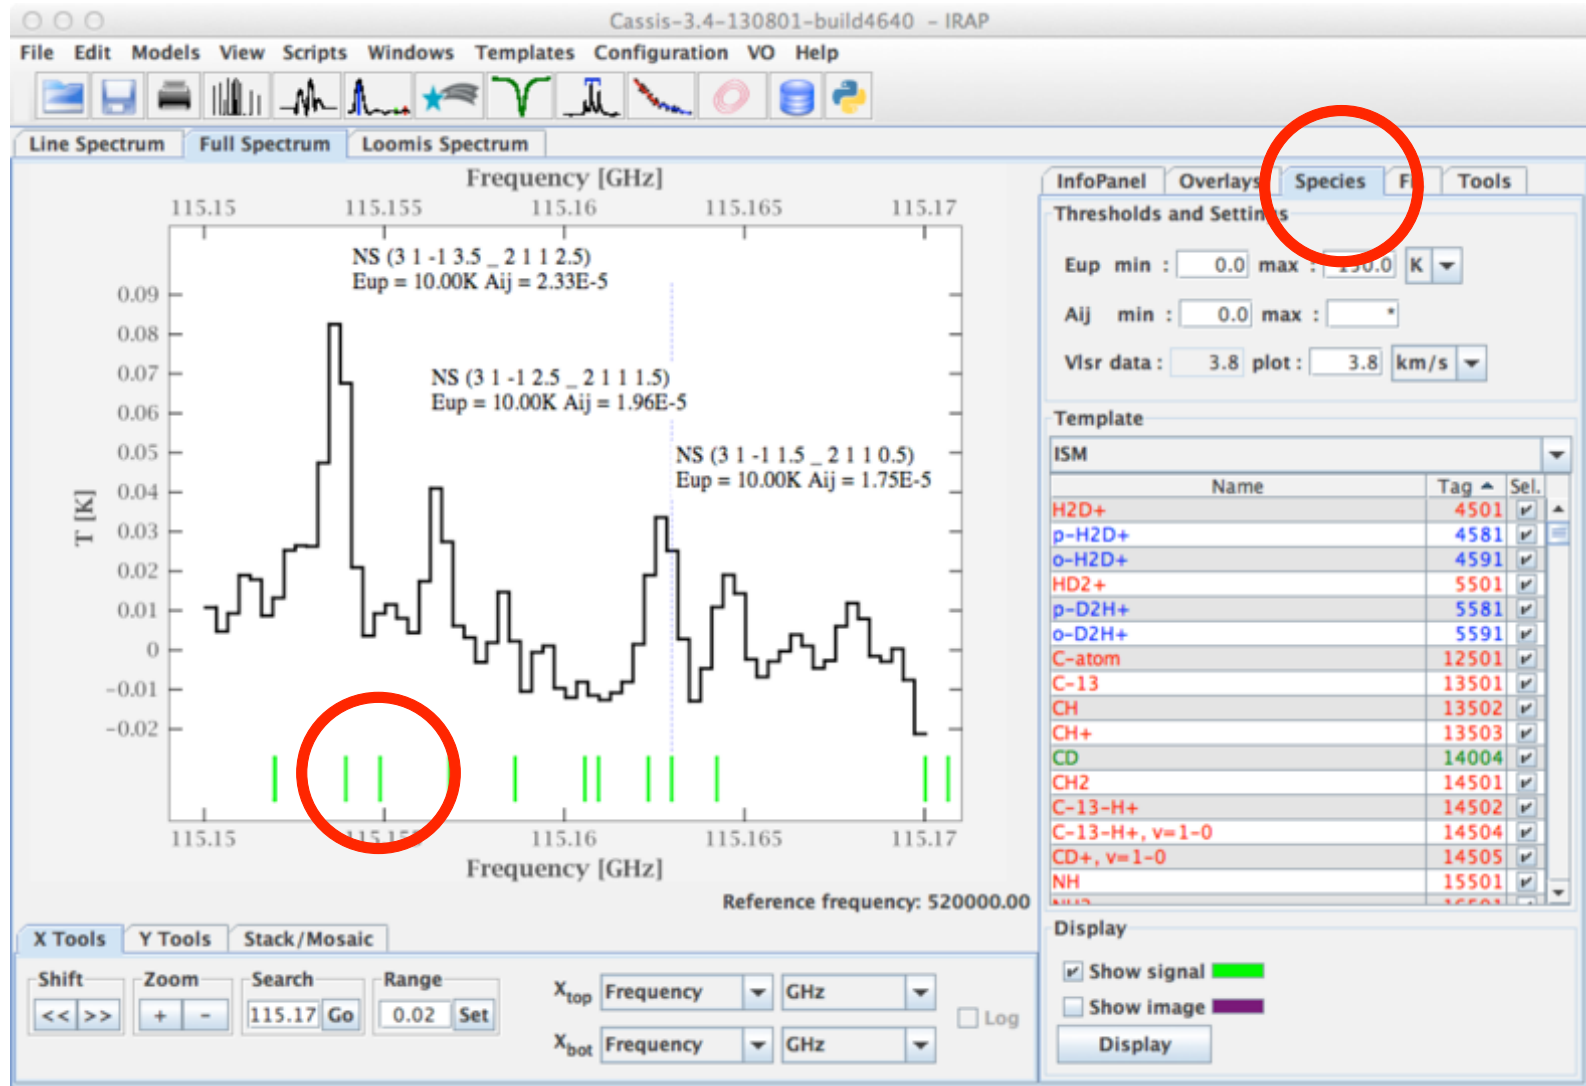 Cassis-3.4-130801-build4640 - IRAP
File Edit Models View Scripts Windows Templates Configuration VO Help
Line Spectrum Full Spectrum Loomis Spectrum
Frequency [GHz]
115.15 115.155 115.16 115.165 115.17
NS (3 1 -1 3.5 _ 2 1 1 2.5)
Eup = 10.00K Aij = 2.33E-5
NS (3 1 -1 2.5 _ 2 1 1 1.5)
Eup = 10.00K Aij = 1.96E-5
NS (3 1 -1 1.5 _ 2 1 1 0.5)
Eup = 10.00K Aij = 1.75E-5
T [K]
0.09
0.08
0.07
0.06
0.05
0.04
0.03
0.02
0.01
0
-0.01
-0.02
115.15 115.155 115.16 115.165 115.17
Frequency [GHz]
Reference frequency: 520000.00
X Tools Y Tools Stack/Mosaic
Shift Zoom Search Range
<< >> + - 115.17 Go 0.02 Set
Xtop Frequency GHz
Xbot Frequency GHz
Log
InfoPanel Overlays Species Tools
Thresholds and Settings
Eup min : 0.0 max : 150.0 K
Aij min : 0.0 max : *
Vlsr data : 3.8 plot : 3.8 km/s
Template
ISM
Name Tag Sel.
H2D+ 4501
p-H2D+ 4581
o-H2D+ 4591
HD2+ 5501
p-D2H+ 5581
o-D2H+ 5591
C-atom 12501
C-13 13501
CH 13502
CH+ 13503
CD 14004
CH2 14501
C-13-H+ 14502
C-13-H+, v=1-0 14504
CD+, v=1-0 14505
NH 15501
Display
Show signal
Show image
Display